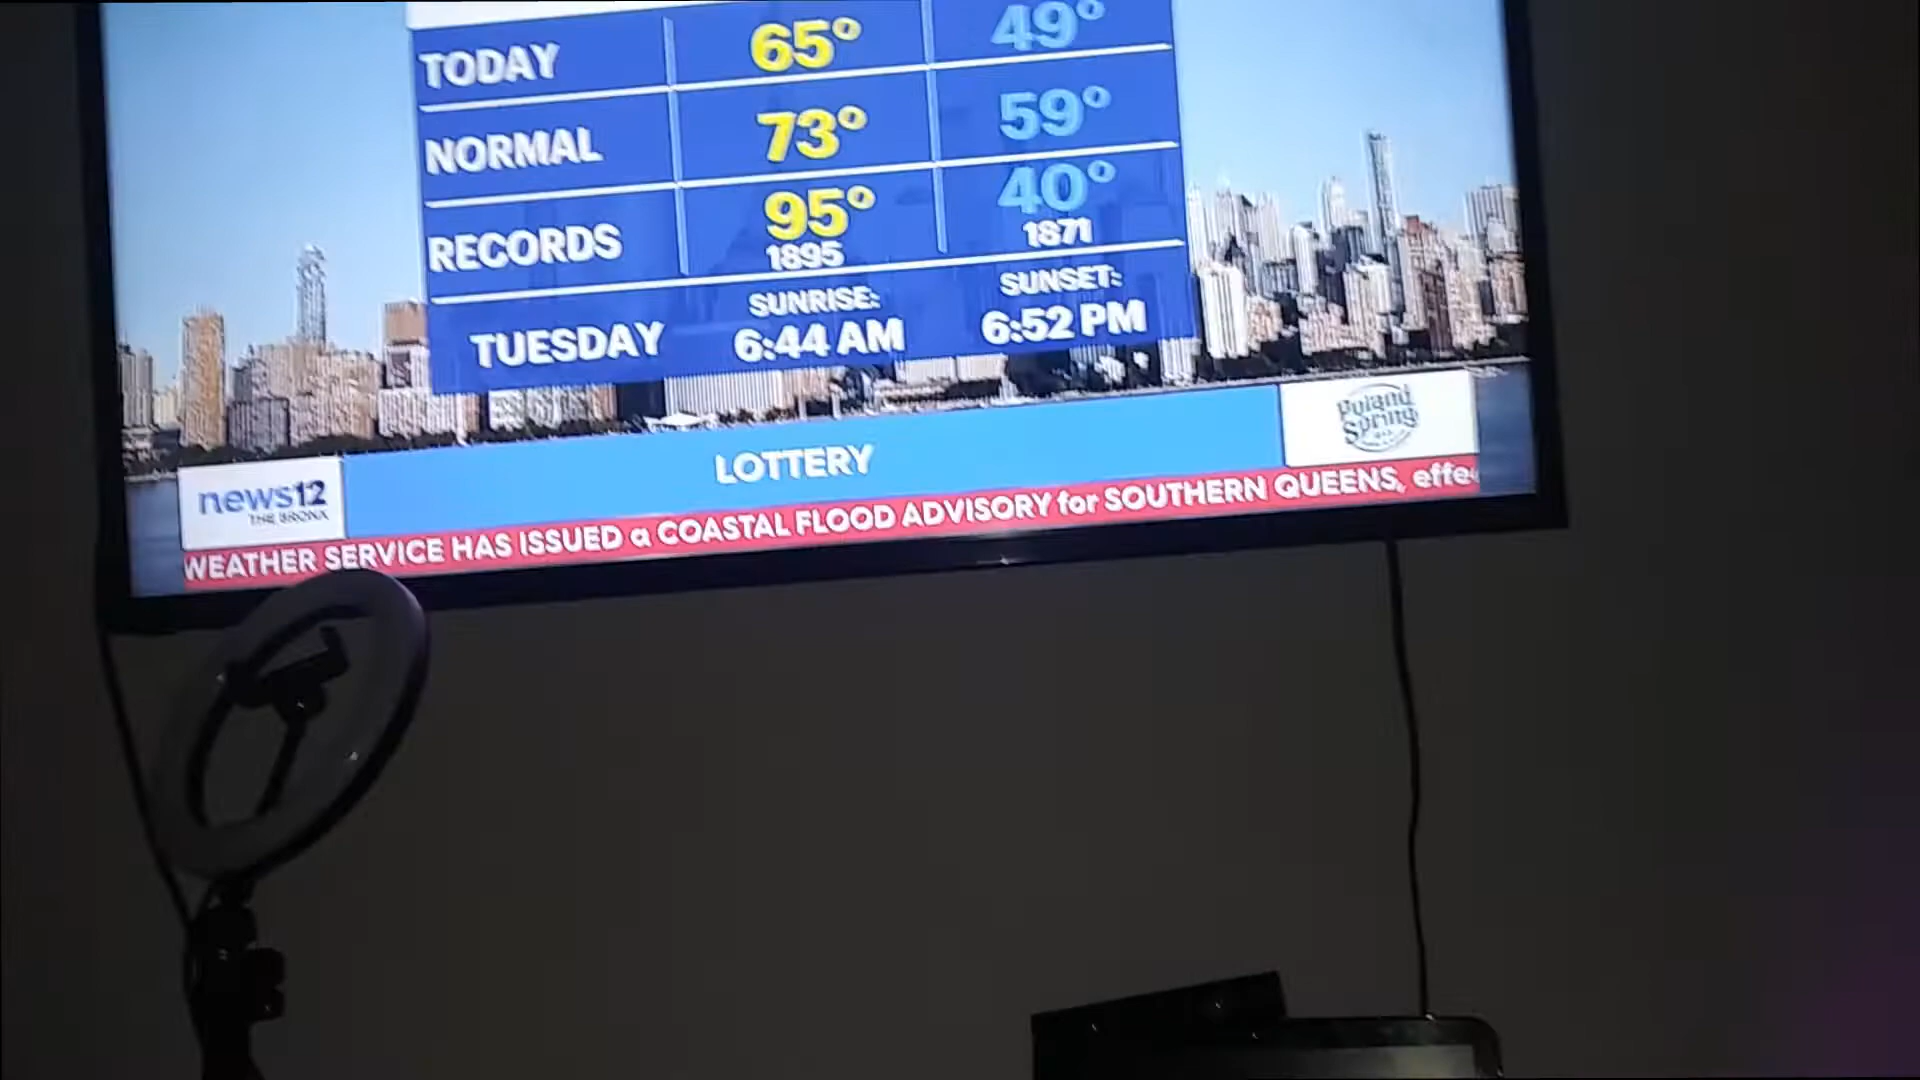 TODAY 65° 49°
NORMAL 73° 59°
RECORDS 95° 40°
1895 1871
SUNRISE: SUNSET:
TUESDAY 6:44 AM 6:52 PM
LOTTERY
Poland
Spring
news12
THE BRONX
WEATHER SERVICE HAS ISSUED a COASTAL FLOOD ADVISORY for SOUTHERN QUEENS, effe